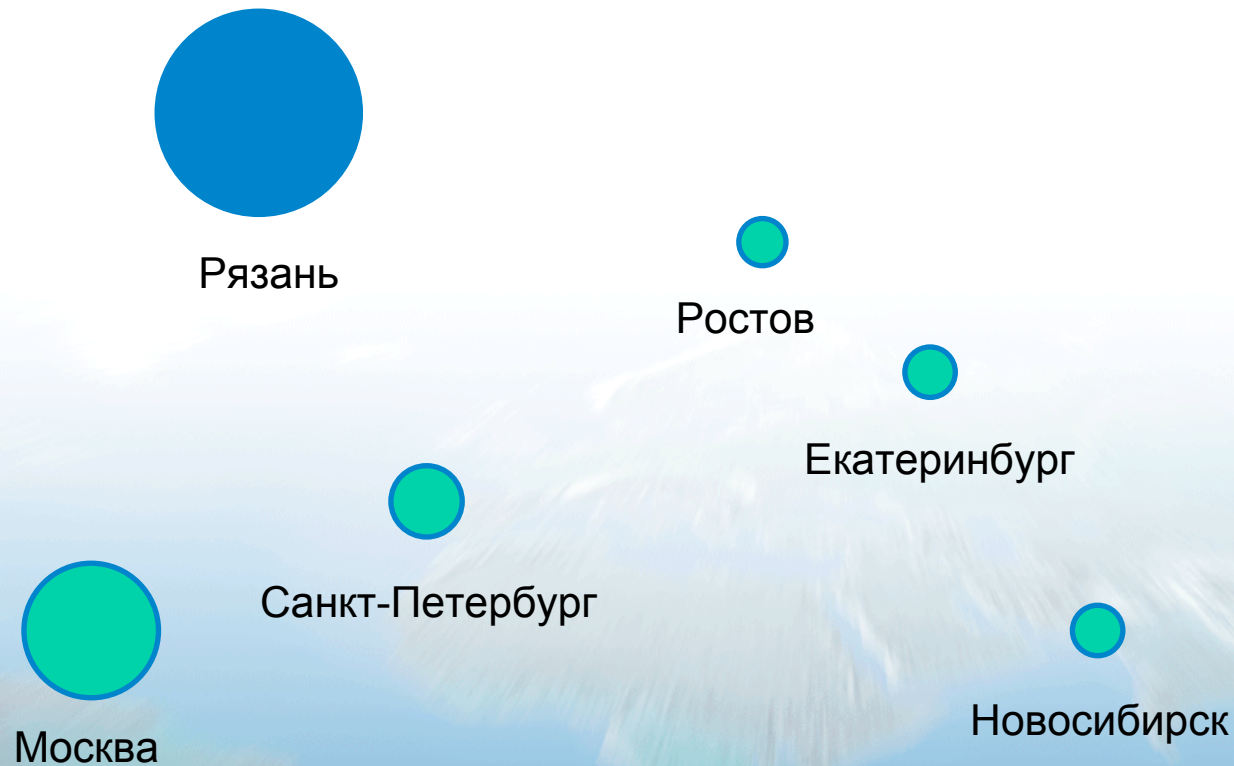 Рязань
Ростов
Екатеринбург
Санкт-Петербург
Новосибирск
Москва